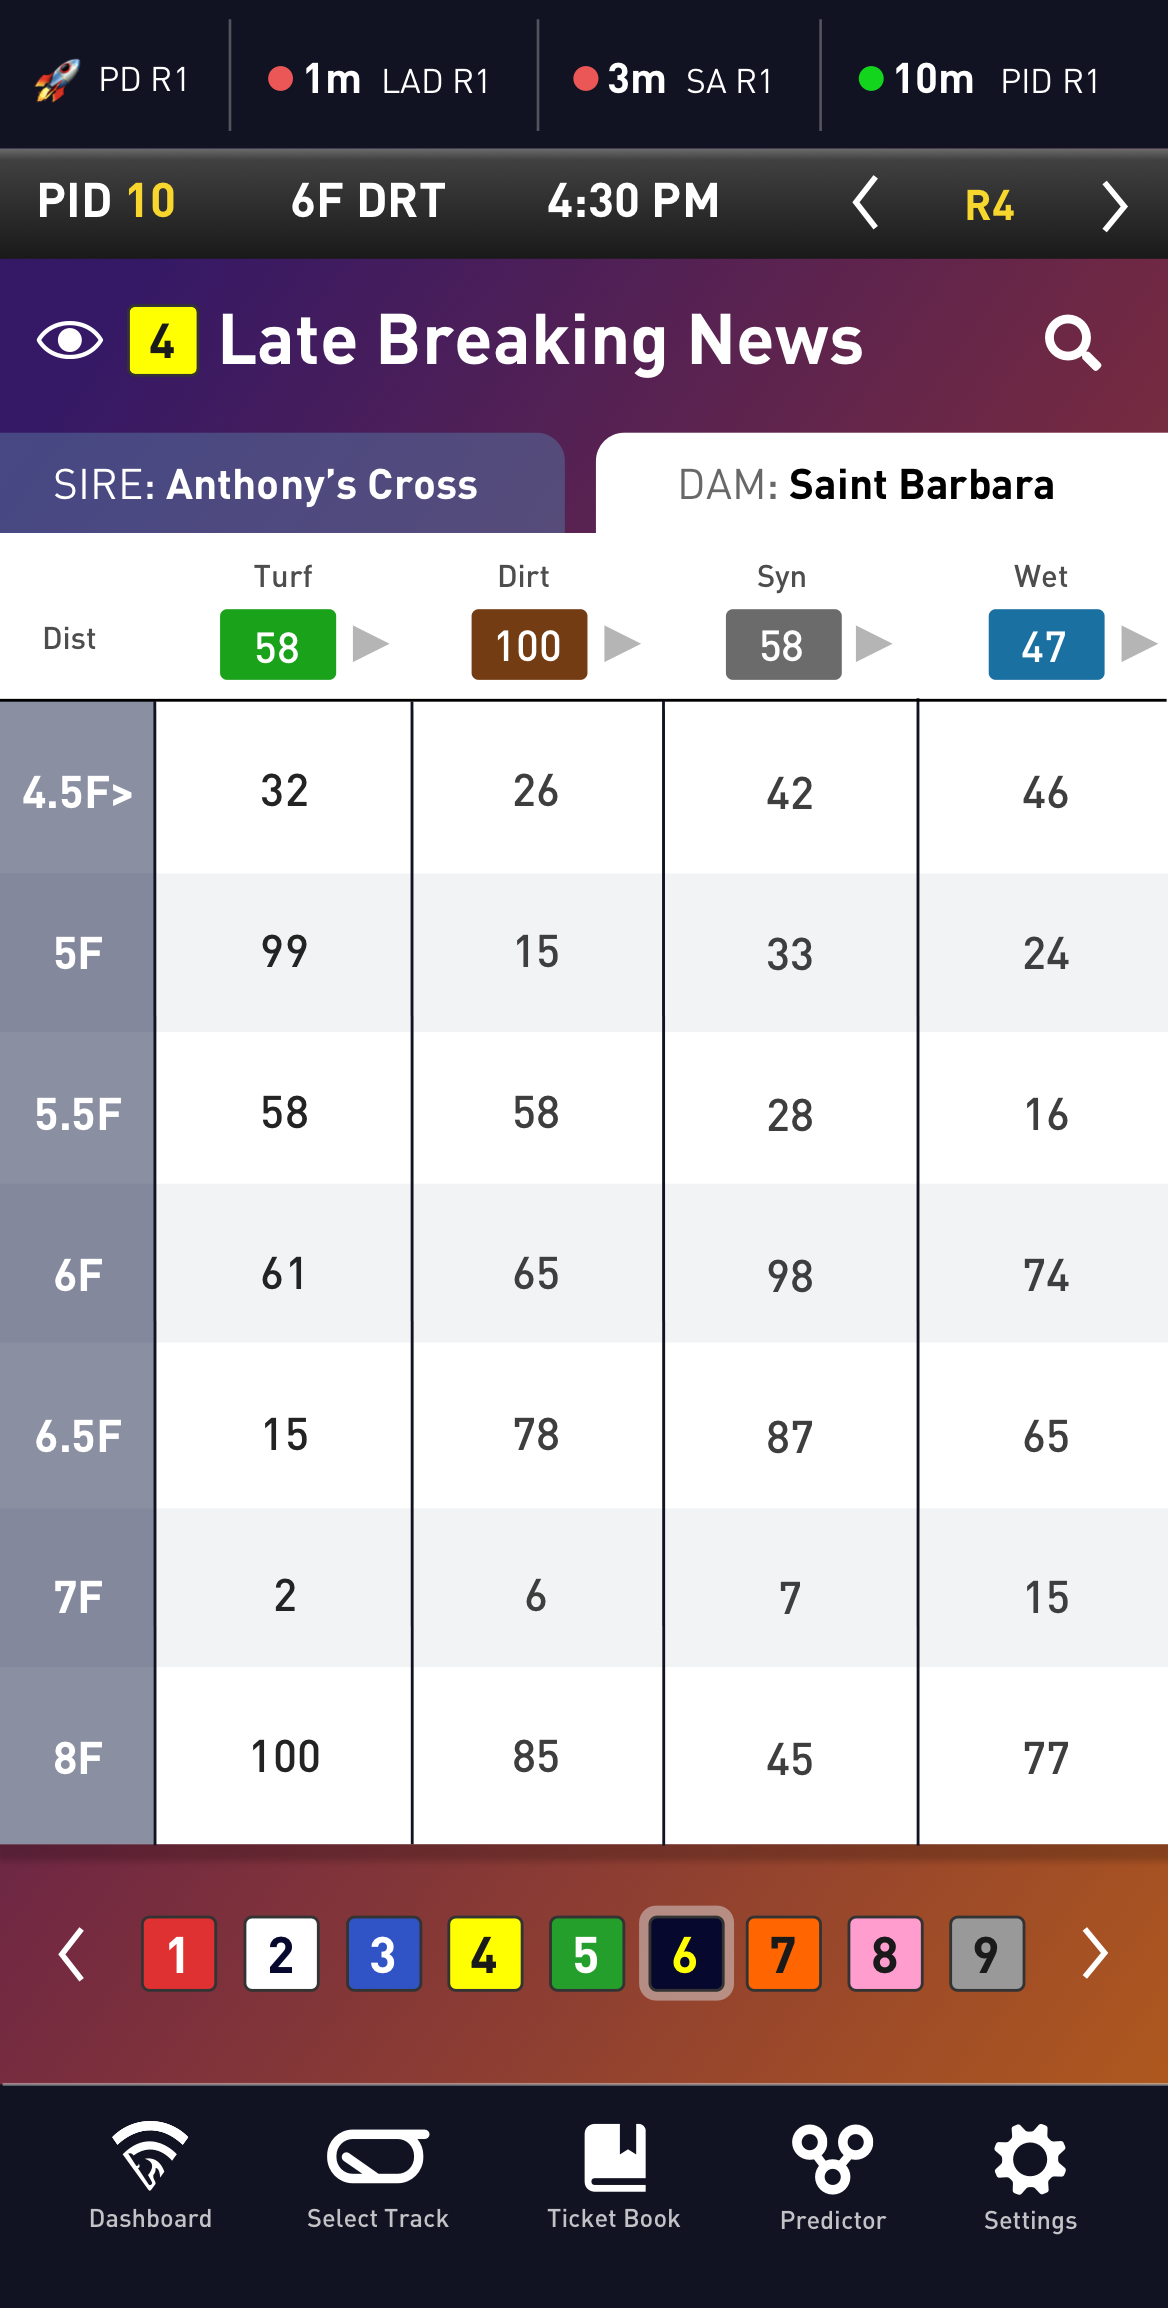 PD R1 1m LAD R1 3m SA R1 10m PID R1
PID 10 6F DRT 4:30 PM R4
4 Late Breaking News
SIRE: Anthony’s Cross DAM: Saint Barbara
Turf Dirt Syn Wet
Dist 58 100 58 47
4.5F> 32 26 42 46
5F 99 15 33 24
5.5F 58 58 28 16
6F 61 65 98 74
6.5F 15 78 87 65
7F 2 6 7 15
8F 100 85 45 77
1 2 3 4 5 6 7 8 9
Dashboard Select Track Ticket Book Predictor Settings